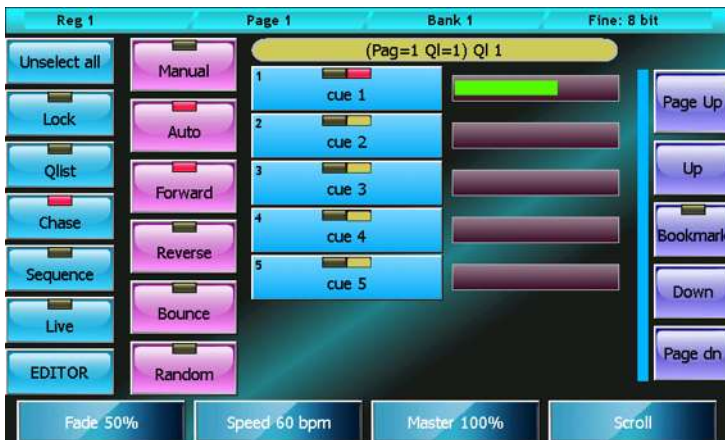 Reg 1 Page 1 Bank 1 Fine: 8 bit
(Pag=1 Ql=1) Ql 1
Unselect all
Lock
Qlist
Chase
Sequence
Live
EDITOR
Manual
Auto
Forward
Reverse
Bounce
Random
1 cue 1
2 cue 2
3 cue 3
4 cue 4
5 cue 5
Page Up
Up
Bookmark
Down
Page dn
Fade 50% Speed 60 bpm Master 100% Scroll